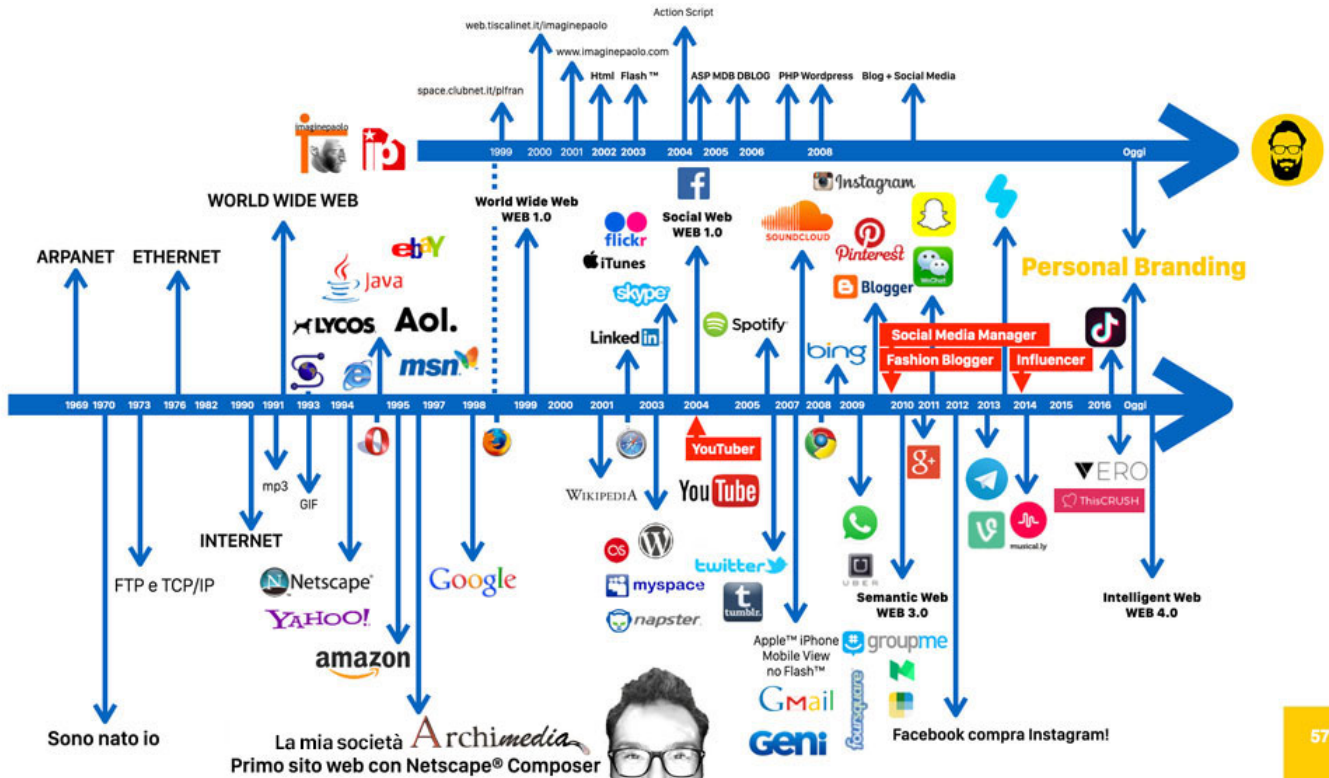 Action Script
web.tiscalinet.it/imaginepaolo
www.imaginepaolo.com
Html Flash ™ ASP MDB DBLOG PHP Wordpress Blog + Social Media
space.clubnet.it/plfran
imaginepaolo
ip
1999 2000 2001 2002 2003 2004 2005 2006 2008 Oggi
WORLD WIDE WEB
World Wide Web
WEB 1.0
flickr
iTunes
skype
Linked in
Social Web
WEB 1.0
Instagram
SOUNDCLOUD
Pinterest
WeChat
Blogger
ARPANET ETHERNET
Java
ebay
LYCOS
Aol.
msn
Spotify
bing
Personal Branding
Social Media Manager
Fashion Blogger
Influencer
1969 1970 1973 1976 1982 1990 1991 1993 1994 1995 1997 1998 1999 2000 2001 2003 2004 2005 2007 2008 2009 2010 2011 2012 2013 2014 2015 2016 Oggi
YouTuber
g+
mp3
GIF
INTERNET
FTP e TCP/IP
Netscape®
YAHOO!
amazon
Google
WIKIPEDIA
YouTube
myspace
napster
twitter
t
tumblr.
UBER
Semantic Web
WEB 3.0
musical.ly
VERO
ThisCRUSH
Intelligent Web
WEB 4.0
Apple™ iPhone
Mobile View
no Flash™
GMail
Geni
groupme
foursquare
Sono nato io
La mia società Archimedia
Primo sito web con Netscape® Composer
Facebook compra Instagram!
57